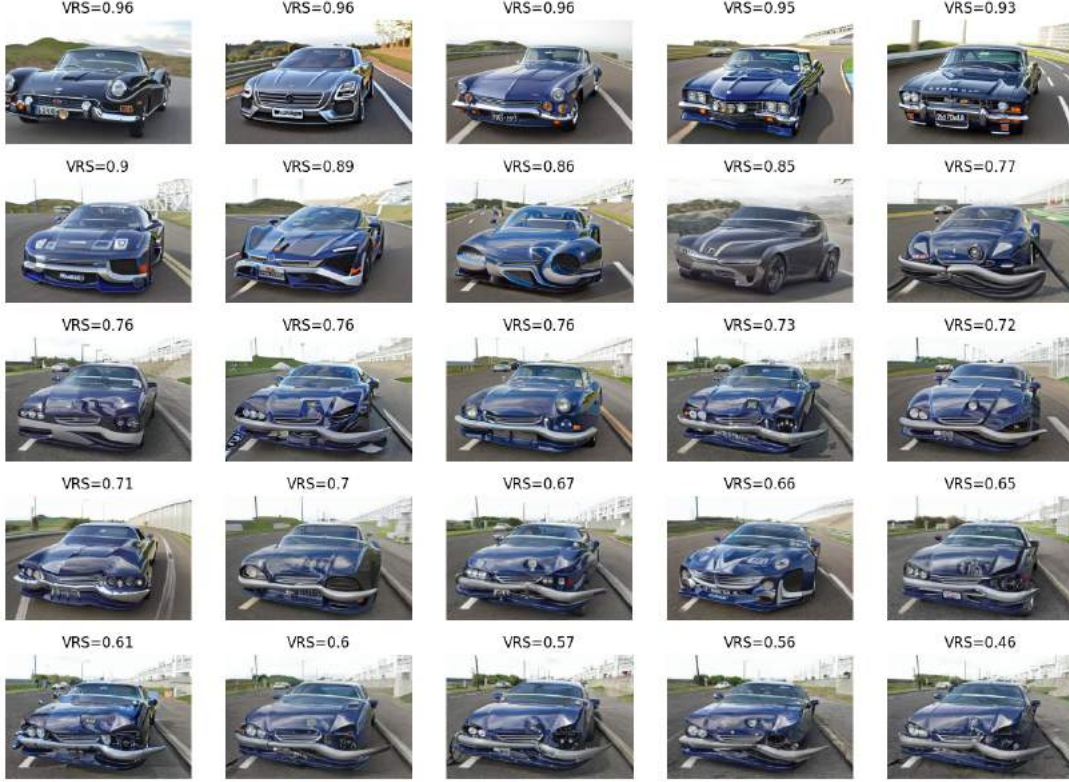 VRS=0.96 VRS=0.96 VRS=0.96 VRS=0.95 VRS=0.93
VRS=0.9 VRS=0.89 VRS=0.86 VRS=0.85 VRS=0.77
VRS=0.76 VRS=0.76 VRS=0.76 VRS=0.73 VRS=0.72
VRS=0.71 VRS=0.7 VRS=0.67 VRS=0.66 VRS=0.65
VRS=0.61 VRS=0.6 VRS=0.57 VRS=0.56 VRS=0.46